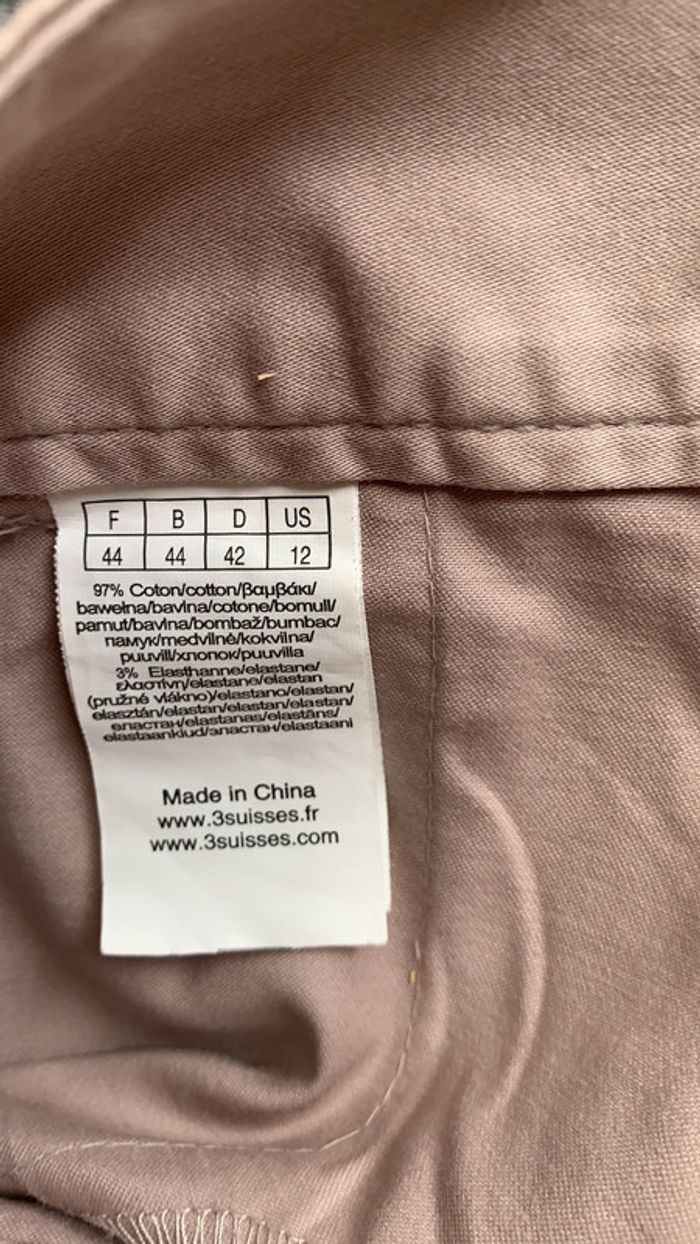 F B D US
44 44 42 12
97% Coton/cotton/βαμβάκι/
bawełna/bavlna/cotone/bomull/
pamut/bavlna/bombaž/bumbac/
памук/medvilnė/kokvilna/
puuvill/хлопок/puuvilla
3% Elasthanne/elastane/
ελαστίνη/elastane/elastan
(pružné vlákno)/elastano/elastan/
elasztán/elastan/elastan/elastan/
еластан/elastanas/elastāns/
elastaankiud/эластан/elastaani
Made in China
www.3suisses.fr
www.3suisses.com